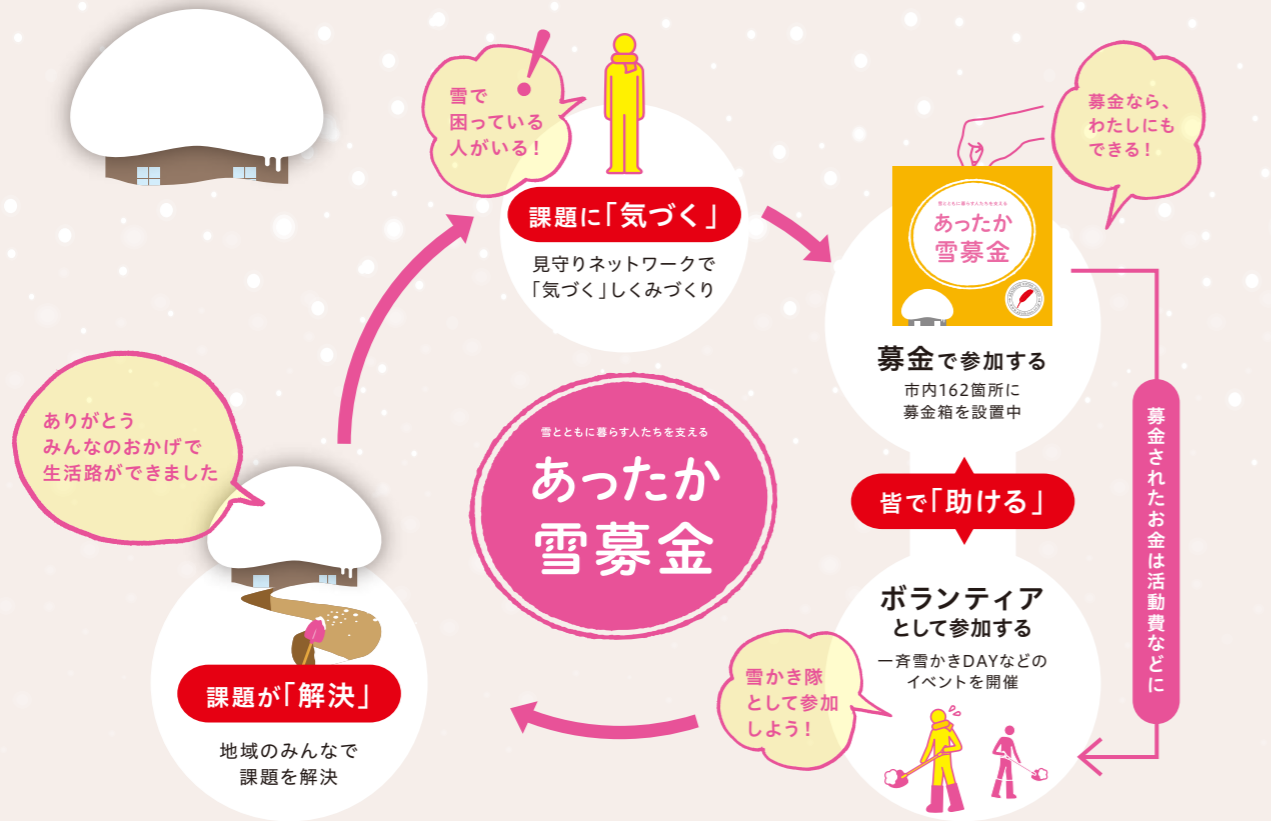 雪で
困っている
人がいる！
課題に「気づく」
見守りネットワークで
「気づく」しくみづくり
募金なら、
わたしにも
できる！
雪とともに暮らす人たちを支える
あったか
雪募金
募金で参加する
市内162箇所に
募金箱を設置中
募金されたお金は活動費などに
皆で「助ける」
ボランティア
として参加する
一斉雪かきDAYなどの
イベントを開催
雪かき隊
として参加
しよう！
課題が「解決」
地域のみんなで
課題を解決
ありがとう
みんなのおかげで
生活路ができました
雪とともに暮らす人たちを支える
あったか
雪募金